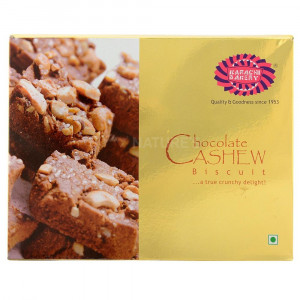 KARACHI
BAKERY
Quality & Goodness since 1953
Chocolate
CASHEW
Biscuit
....a true crunchy delight!